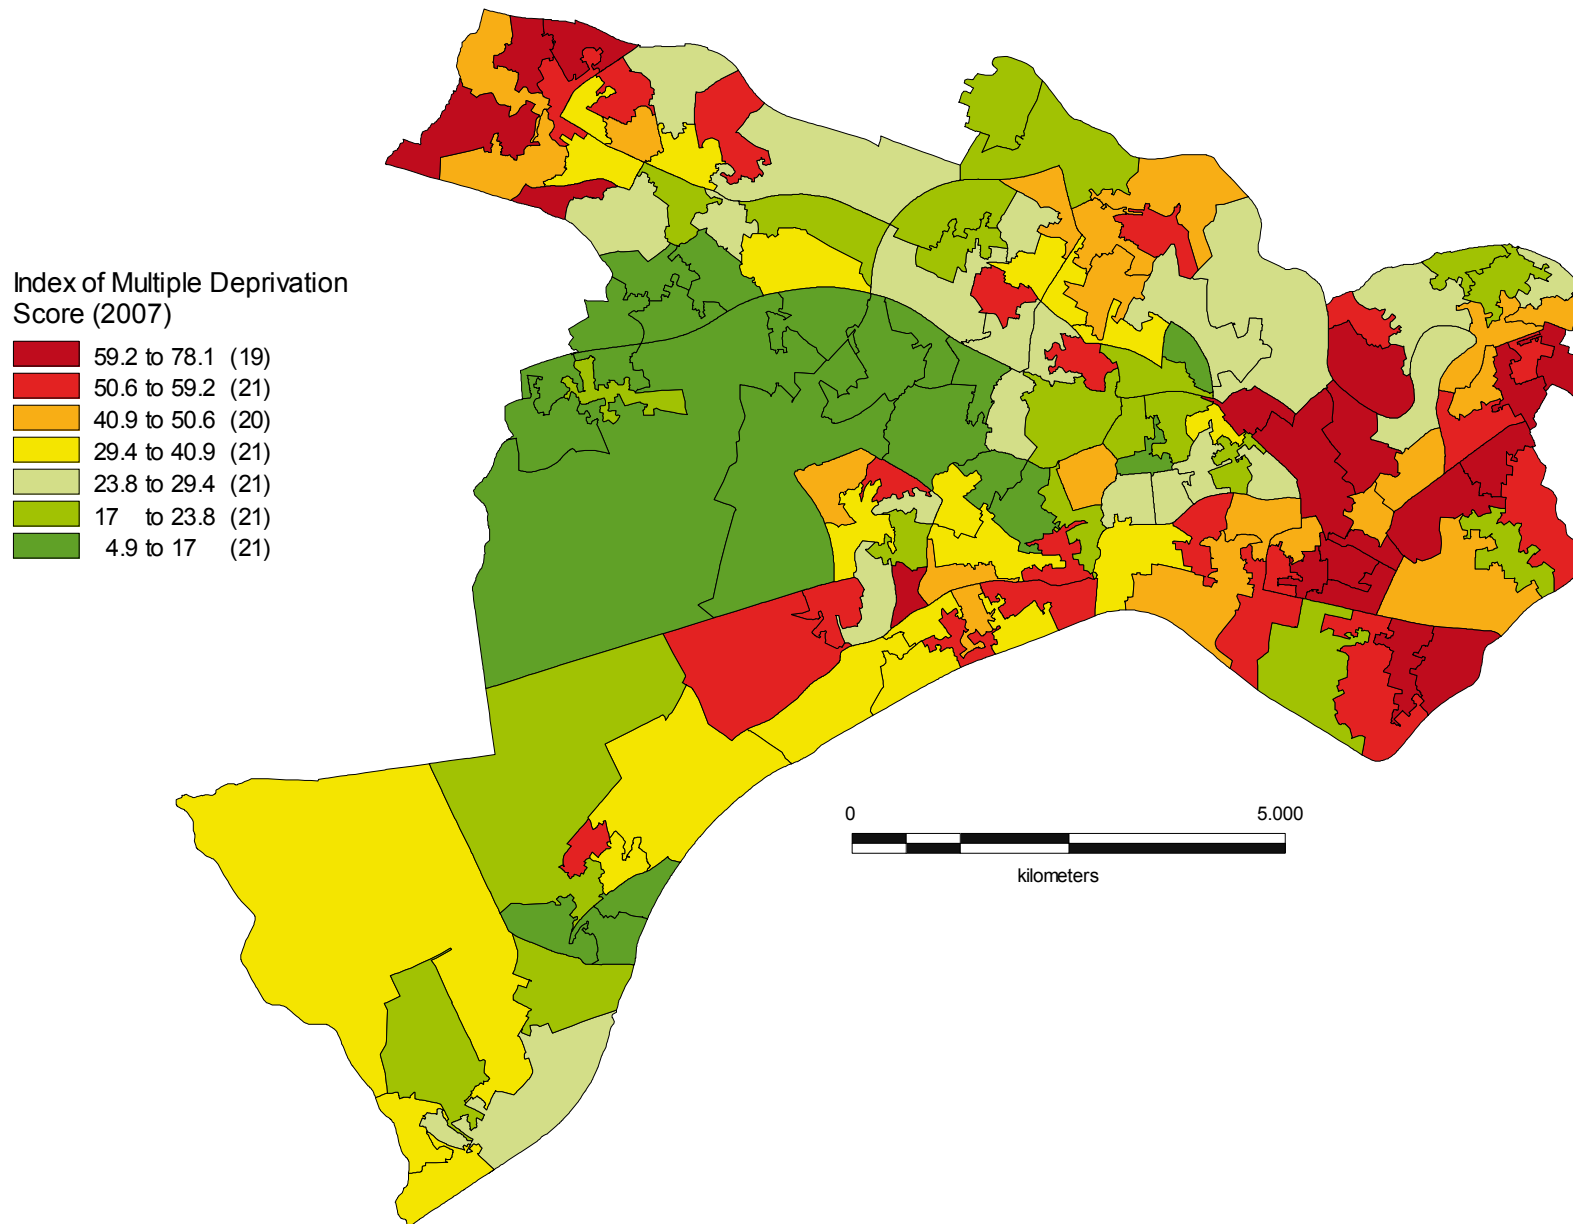 Index of Multiple Deprivation
Score (2007)
59.2 to 78.1 (19)
50.6 to 59.2 (21)
40.9 to 50.6 (20)
29.4 to 40.9 (21)
23.8 to 29.4 (21)
17 to 23.8 (21)
4.9 to 17 (21)
0 5.000
kilometers